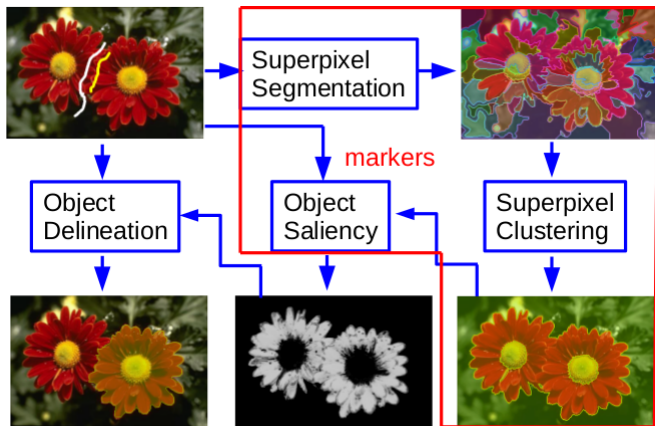 Superpixel
Segmentation
markers
Object
Delineation
Object
Saliency
Superpixel
Clustering